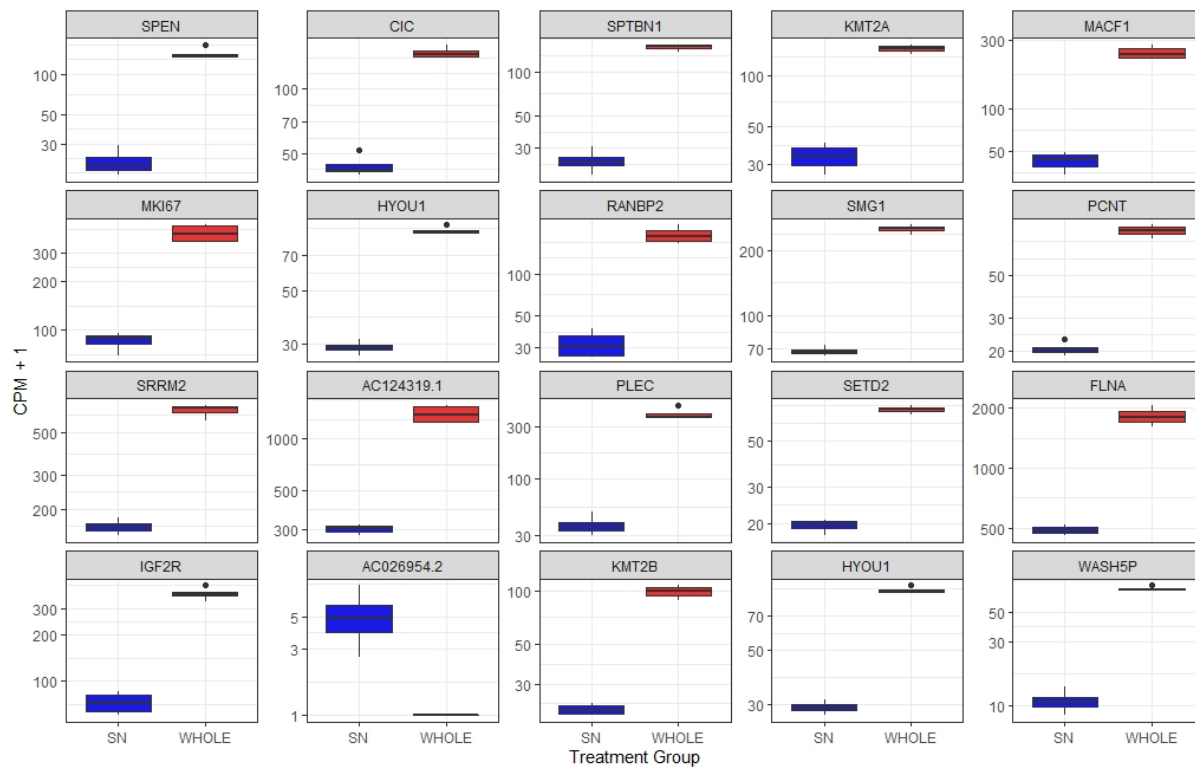 SPEN CIC SPTBN1 KMT2A MACF1
100 50 30
100 70 50
100 50 30
100 50 30
300 100 50
MKI67 HYOU1 RANBP2 SMG1 PCNT
300 200 100
70 50 30
100 50 30
200 100 70
50 30 20
SRRM2 AC124319.1 PLEC SETD2 FLNA
500 300 200
1000 500 300
300 100 30
50 30 20
2000 1000 500
IGF2R AC026954.2 KMT2B HYOU1 WASH5P
300 200 100
5 3 1
100 50 30
70 50 30
50 30 10
SN WHOLE SN WHOLE SN WHOLE SN WHOLE SN WHOLE
Treatment Group
CPM + 1